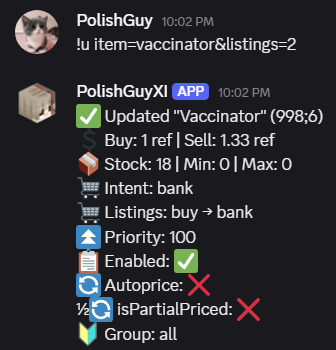 PolishGuy 10:02 PM
!u item=vaccinator&listings=2
PolishGuyXI APP 10:02 PM
✅ Updated "Vaccinator" (998;6)
💲 Buy: 1 ref | Sell: 1.33 ref
📦 Stock: 18 | Min: 0 | Max: 0
🛒 Intent: bank
🛒 Listings: buy → bank
⏫ Priority: 100
📋 Enabled: ✅
🔄 Autoprice: ❌
½🔄 isPartialPriced: ❌
🔰 Group: all